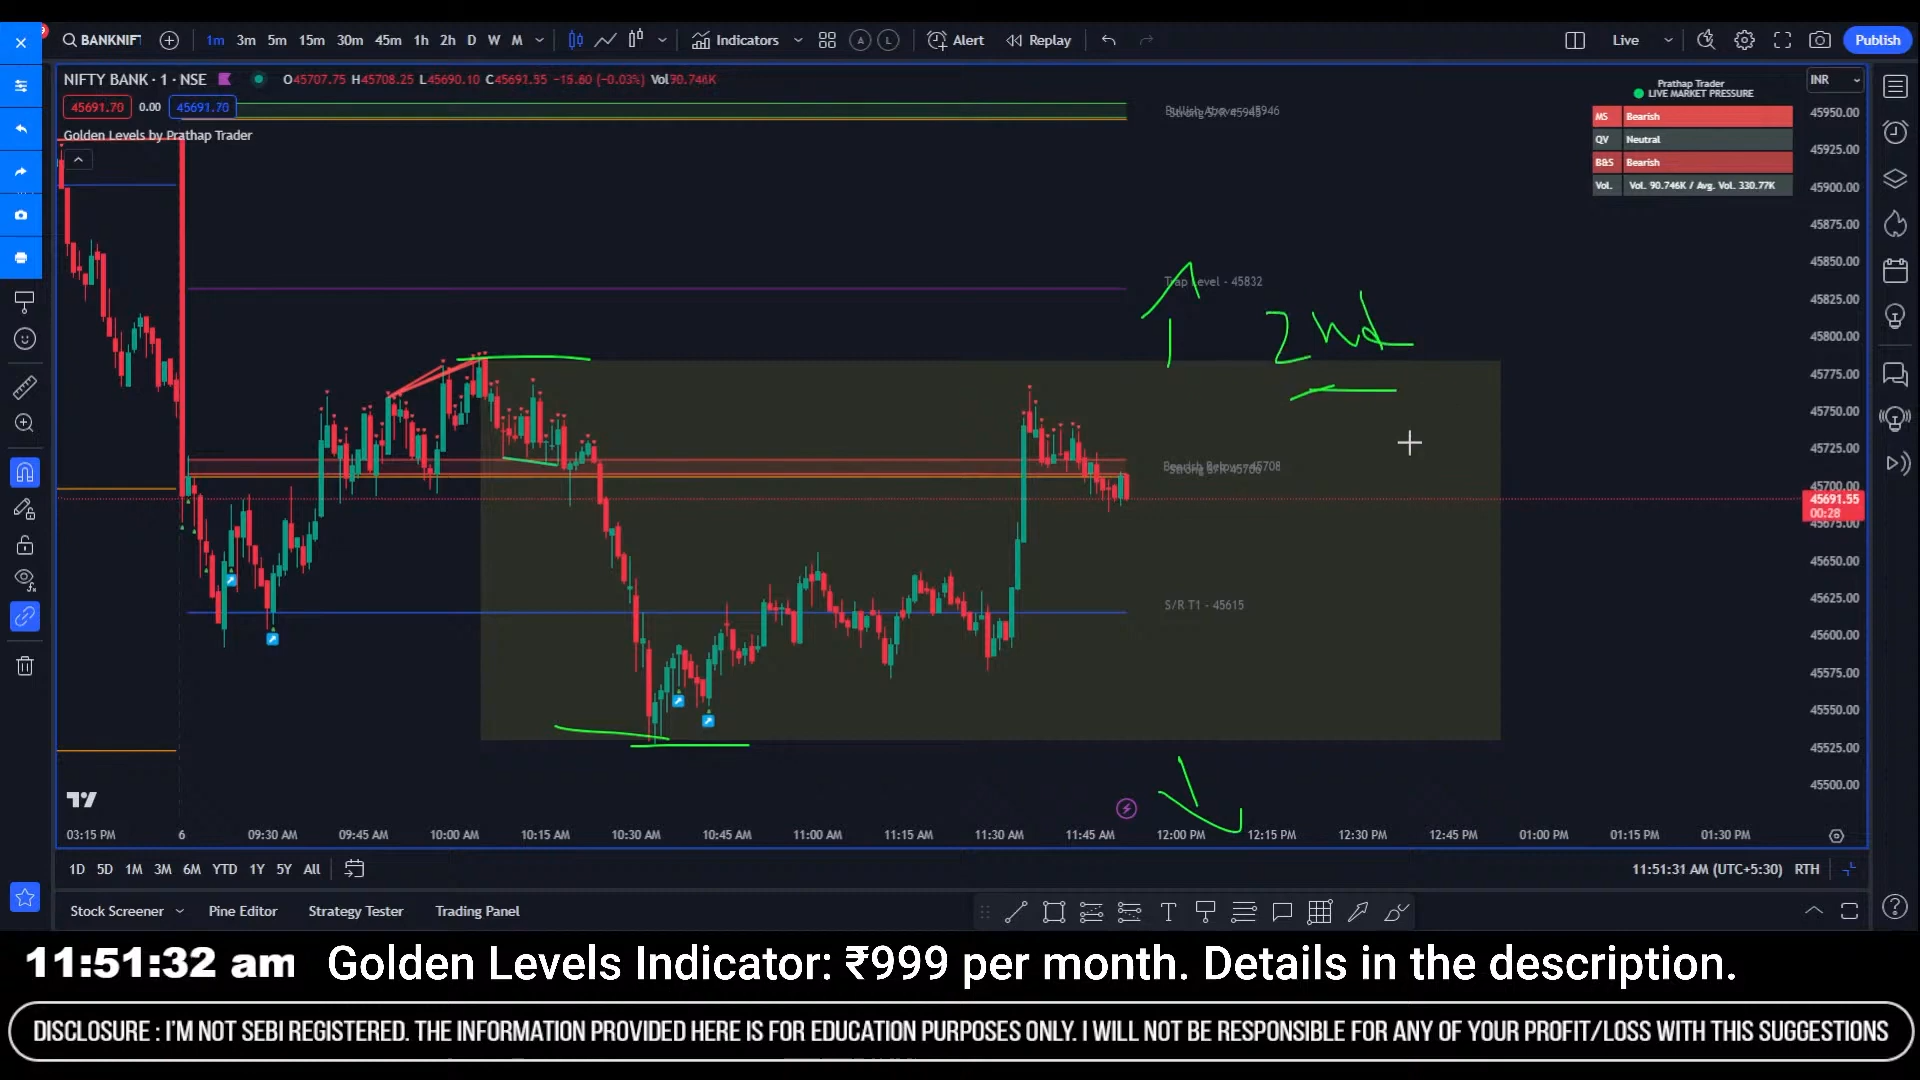 BANKNIF 1m 3m 5m 15m 30m 45m 1h 2h D W M Indicators A L Alert Replay Live Publish
NIFTY BANK · 1 · NSE O45707.75 H45708.25 L45690.10 C45691.55 −15.80 (−0.03%) Vol90.746K
45691.70 0.00 45691.70
Golden Levels by Prathap Trader
Prathap Trader
LIVE MARKET PRESSURE
MS Bearish
QV Neutral
B&S Bearish
Vol. Vol. 90.746K / Avg. Vol. 330.77K
INR
45950.00
45925.00
45900.00
45875.00
45850.00
45825.00
45800.00
45775.00
45750.00
45725.00
45700.00
45691.55
00:28
45675.00
45650.00
45625.00
45600.00
45575.00
45550.00
45525.00
45500.00
Trap Level - 45832
2nd
S/R T1 - 45615
03:15 PM 6 09:30 AM 09:45 AM 10:00 AM 10:15 AM 10:30 AM 10:45 AM 11:00 AM 11:15 AM 11:30 AM 11:45 AM 12:00 PM 12:15 PM 12:30 PM 12:45 PM 01:00 PM 01:15 PM 01:30 PM
1D 5D 1M 3M 6M YTD 1Y 5Y All 11:51:31 AM (UTC+5:30) RTH
Stock Screener Pine Editor Strategy Tester Trading Panel
11:51:32 am Golden Levels Indicator: ₹999 per month. Details in the description.
DISCLOSURE : I'M NOT SEBI REGISTERED. THE INFORMATION PROVIDED HERE IS FOR EDUCATION PURPOSES ONLY. I WILL NOT BE RESPONSIBLE FOR ANY OF YOUR PROFIT/LOSS WITH THIS SUGGESTIONS